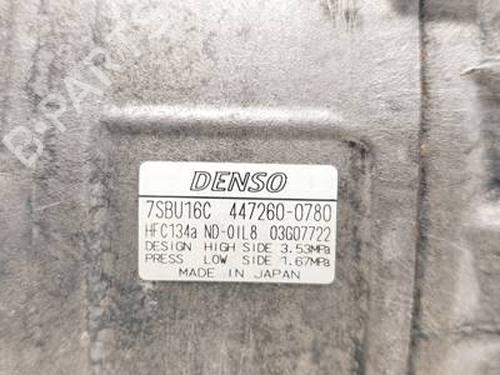 B-PARTS
DENSO
7SBU16C 447260-0780
HFC134a ND-OIL8 03G07722
DESIGN HIGH SIDE 3.53MPa
PRESS LOW SIDE 1.67MPa
MADE IN JAPAN